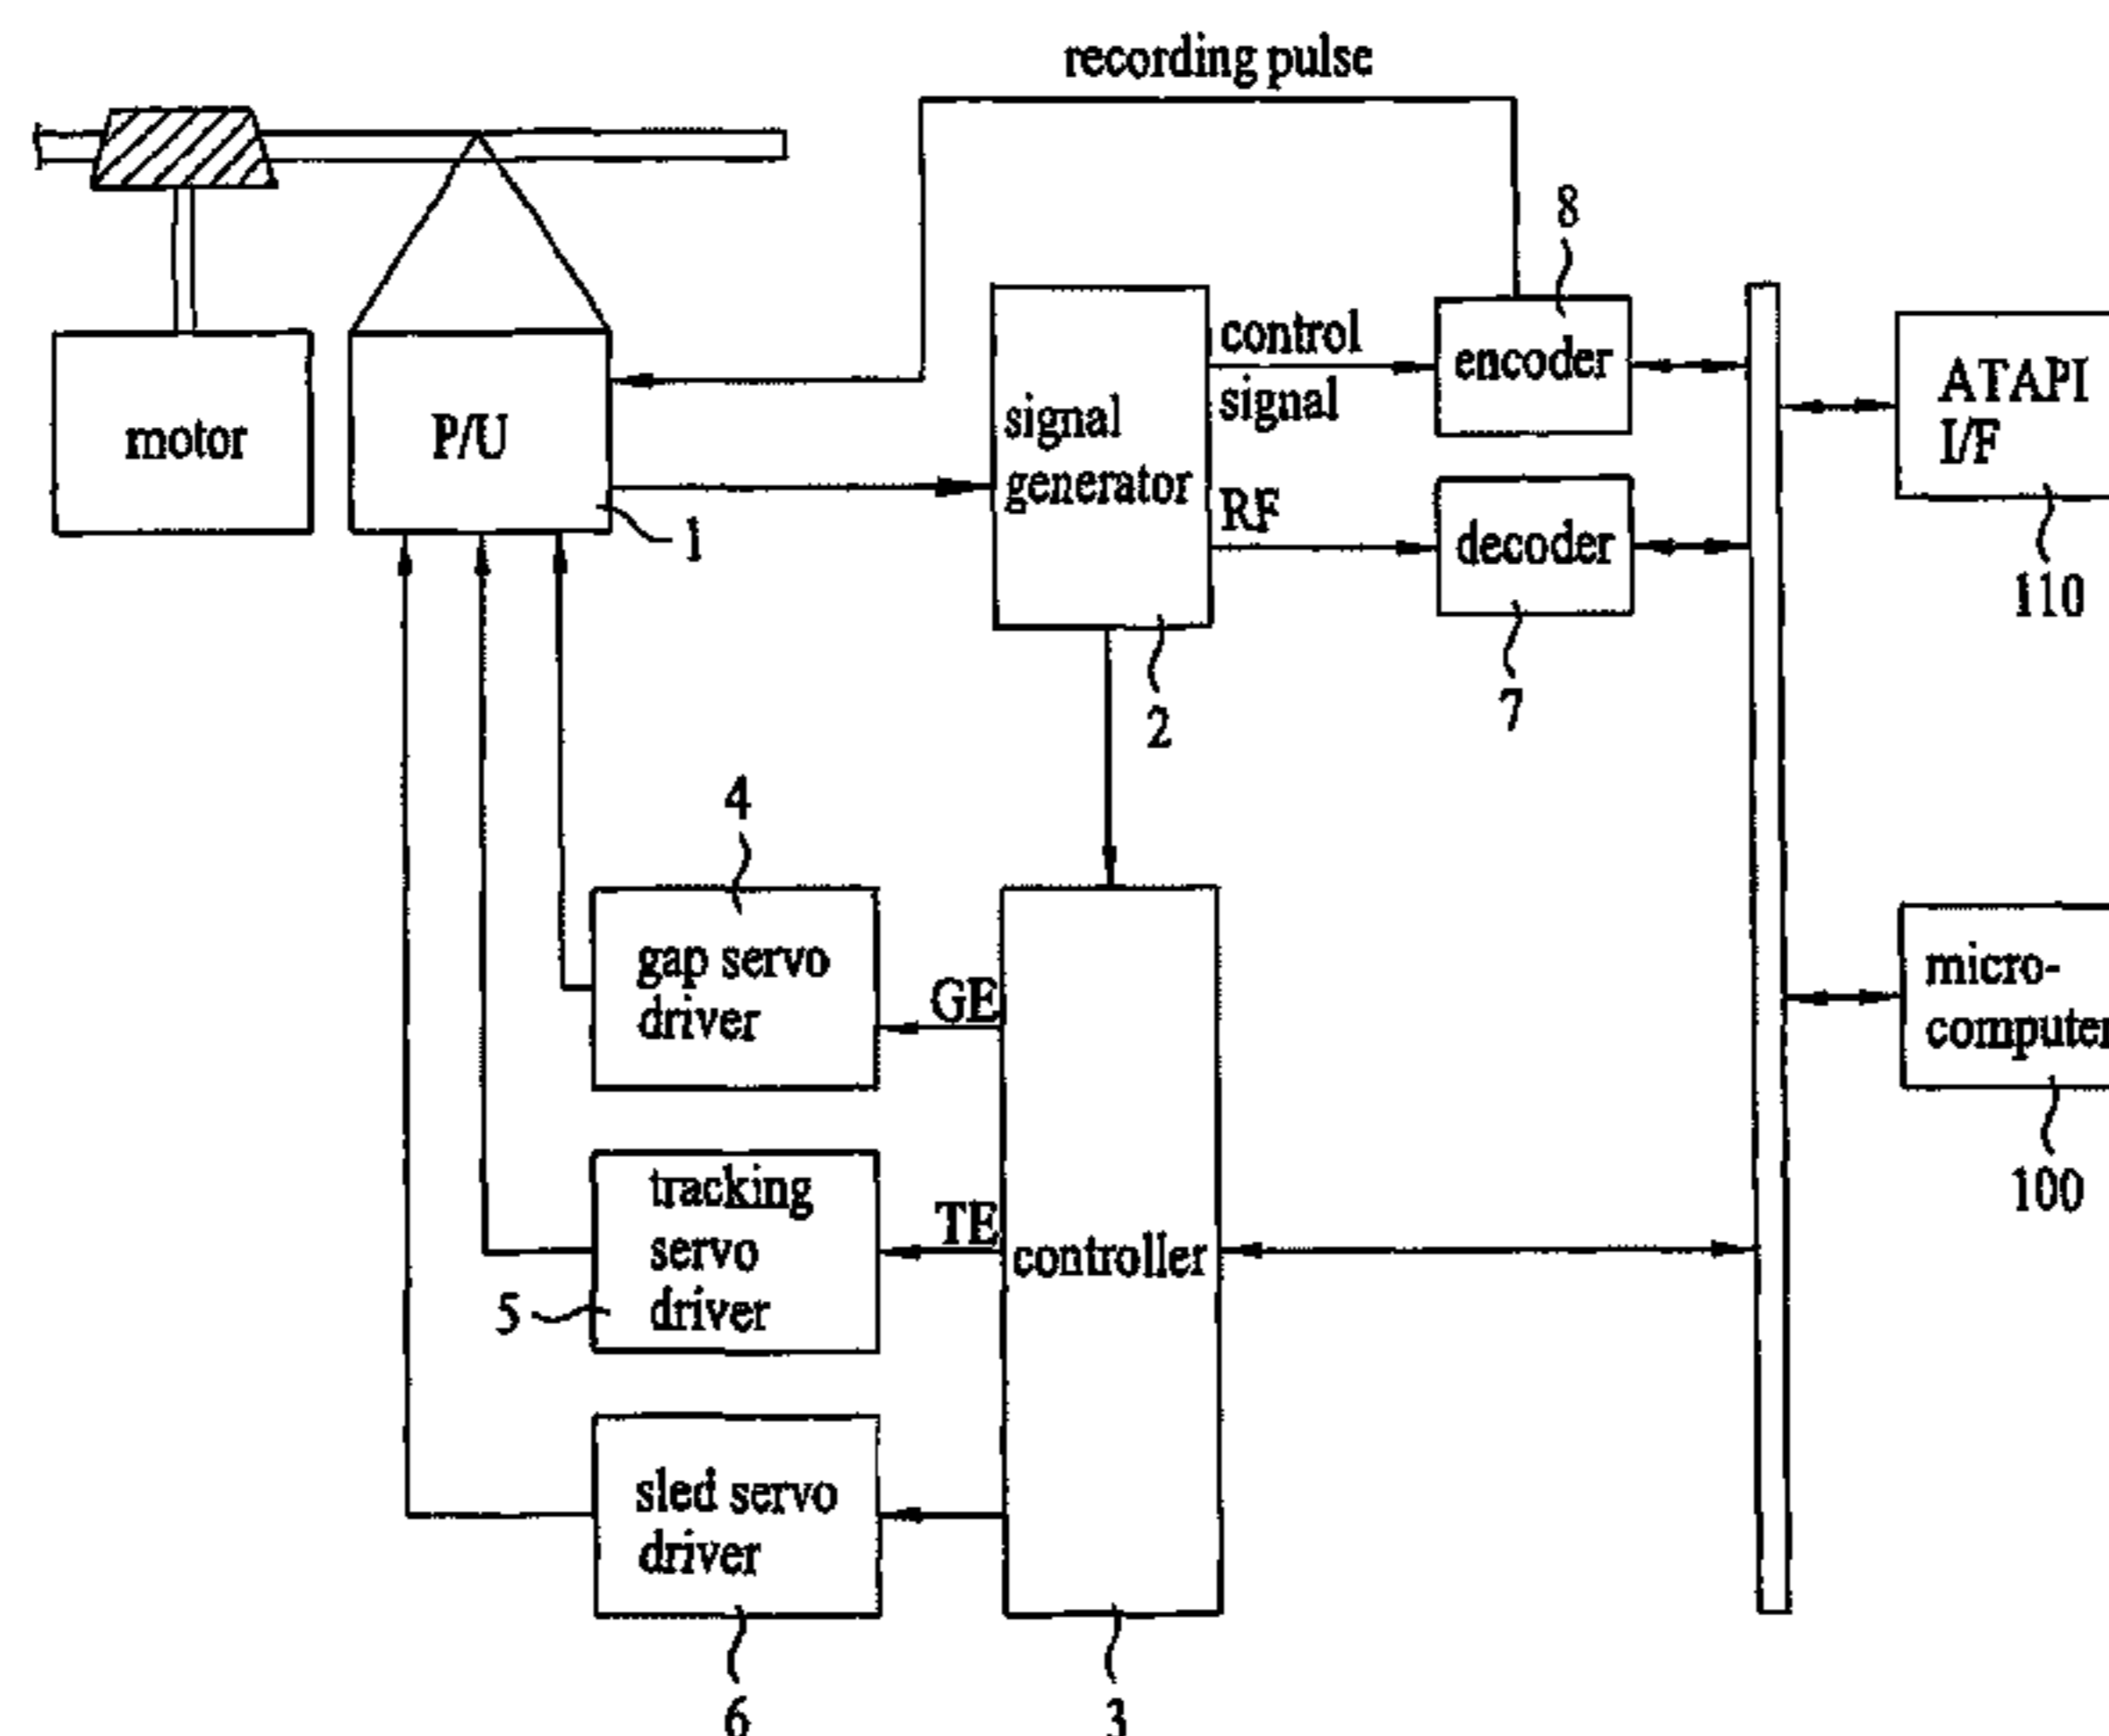 recording pulse
8
control
signal
encoder
ATAPI
I/F
motor
P/U
signal
generator
RF
decoder
1
110
2
7
4
gap servo
driver
GE
micro-
computer
100
tracking
servo
driver
TE
controller
5
sled servo
driver
6
3